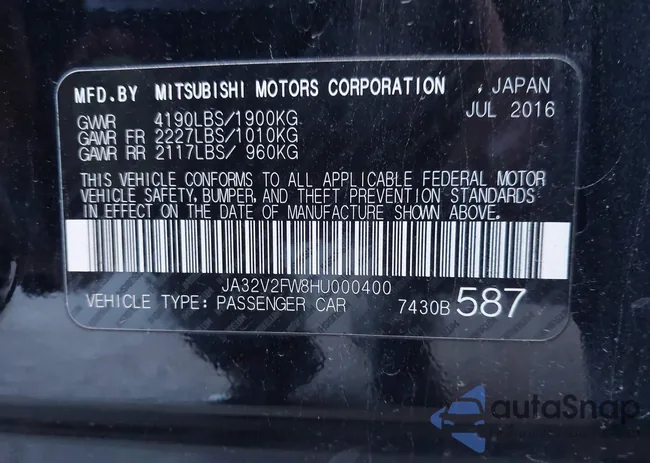 MFD.BY MITSUBISHI MOTORS CORPORATION , JAPAN
GVWR 4190LBS/1900KG JUL 2016
GAWR FR 2227LBS/1010KG
GAWR RR 2117LBS/ 960KG
THIS VEHICLE CONFORMS TO ALL APPLICABLE FEDERAL MOTOR
VEHICLE SAFETY, BUMPER, AND THEFT PREVENTION STANDARDS
IN EFFECT ON THE DATE OF MANUFACTURE SHOWN ABOVE.
JA32V2FW8HU000400
VEHICLE TYPE: PASSENGER CAR 7430B 587
autoSnap